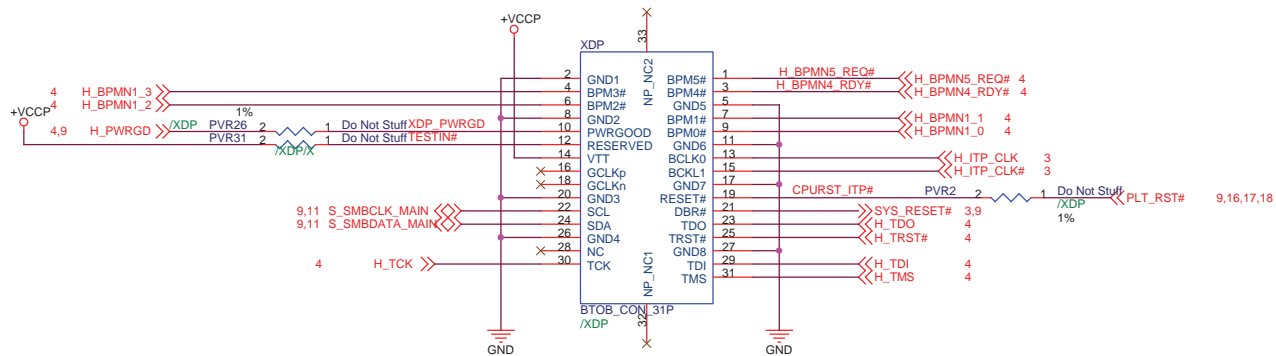 +VCCP
XDP
33
NP_NC2
2 GND1 BPM5# 1 H_BPMN5_REQ# H_BPMN5_REQ# 4
4 H_BPMN1_3 4 BPM3# BPM4# 3 H_BPMN4_RDY# H_BPMN4_RDY# 4
4 H_BPMN1_2 6 BPM2# GND5 5
+VCCP 1% 8 GND2 BPM1# 7 H_BPMN1_1 4
4,9 H_PWRGD /XDP PVR26 2 1 Do Not Stuff XDP_PWRGD 10 PWRGOOD BPM0# 9 H_BPMN1_0 4
PVR31 2 1 Do Not Stuff TESTIN# 12 RESERVED GND6 11
/XDP/X
14 VTT BCLK0 13 H_ITP_CLK 3
16 GCLKp BCKL1 15 H_ITP_CLK# 3
18 GCLKn GND7 17
20 GND3 RESET# 19 CPURST_ITP# PVR2 2 1 Do Not Stuff PLT_RST# 9,16,17,18
/XDP
1%
9,11 S_SMBCLK_MAIN 22 SCL DBR# 21 SYS_RESET# 3,9
9,11 S_SMBDATA_MAIN 24 SDA TDO 23 H_TDO 4
26 GND4 TRST# 25 H_TRST# 4
28 NC GND8 27
4 H_TCK 30 TCK TDI 29 H_TDI 4
TMS 31 H_TMS 4
NP_NC1
BTOB_CON_31P
32
/XDP
GND GND